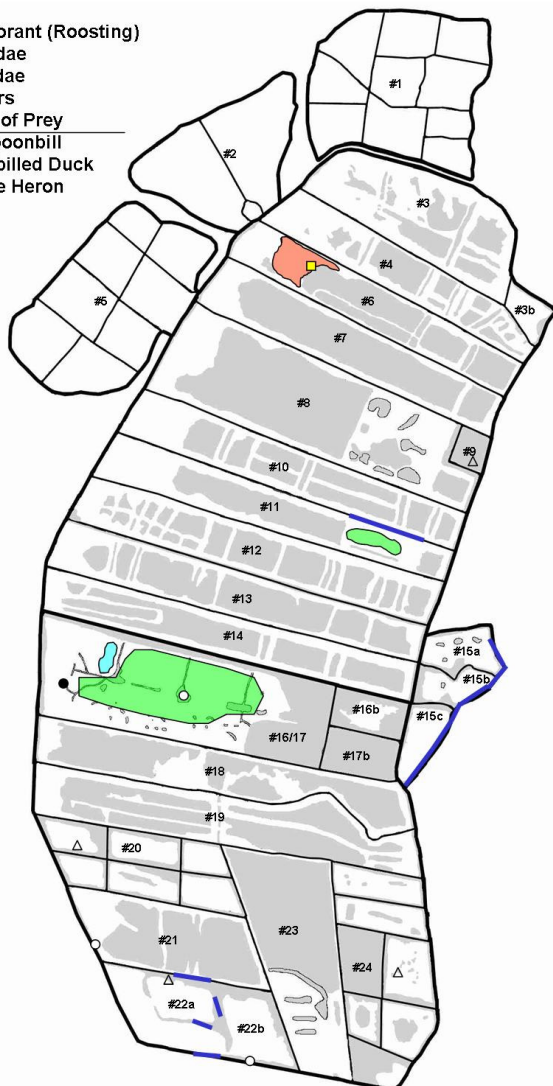 orant (Roosting)
dae
dae
rs
of Prey
oonbill
billed Duck
e Heron
#1
#2
#3
#4
#3b
#5
#6
#7
#8
#9
#10
#11
#12
#13
#14
#15a
#15b
#15c
#16b
#16/17
#17b
#18
#19
#20
#21
#23
#24
#22a
#22b